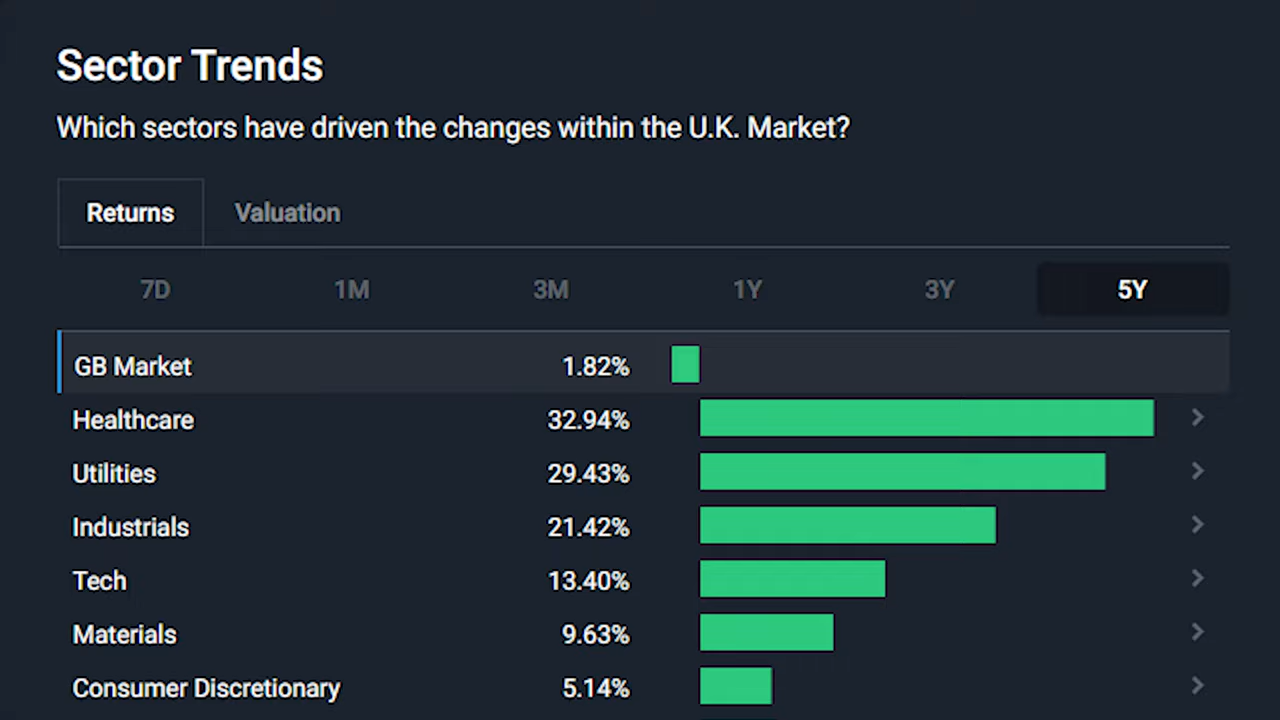 Sector Trends
Which sectors have driven the changes within the U.K. Market?
Returns Valuation
7D 1M 3M 1Y 3Y 5Y
GB Market 1.82%
Healthcare 32.94%
Utilities 29.43%
Industrials 21.42%
Tech 13.40%
Materials 9.63%
Consumer Discretionary 5.14%